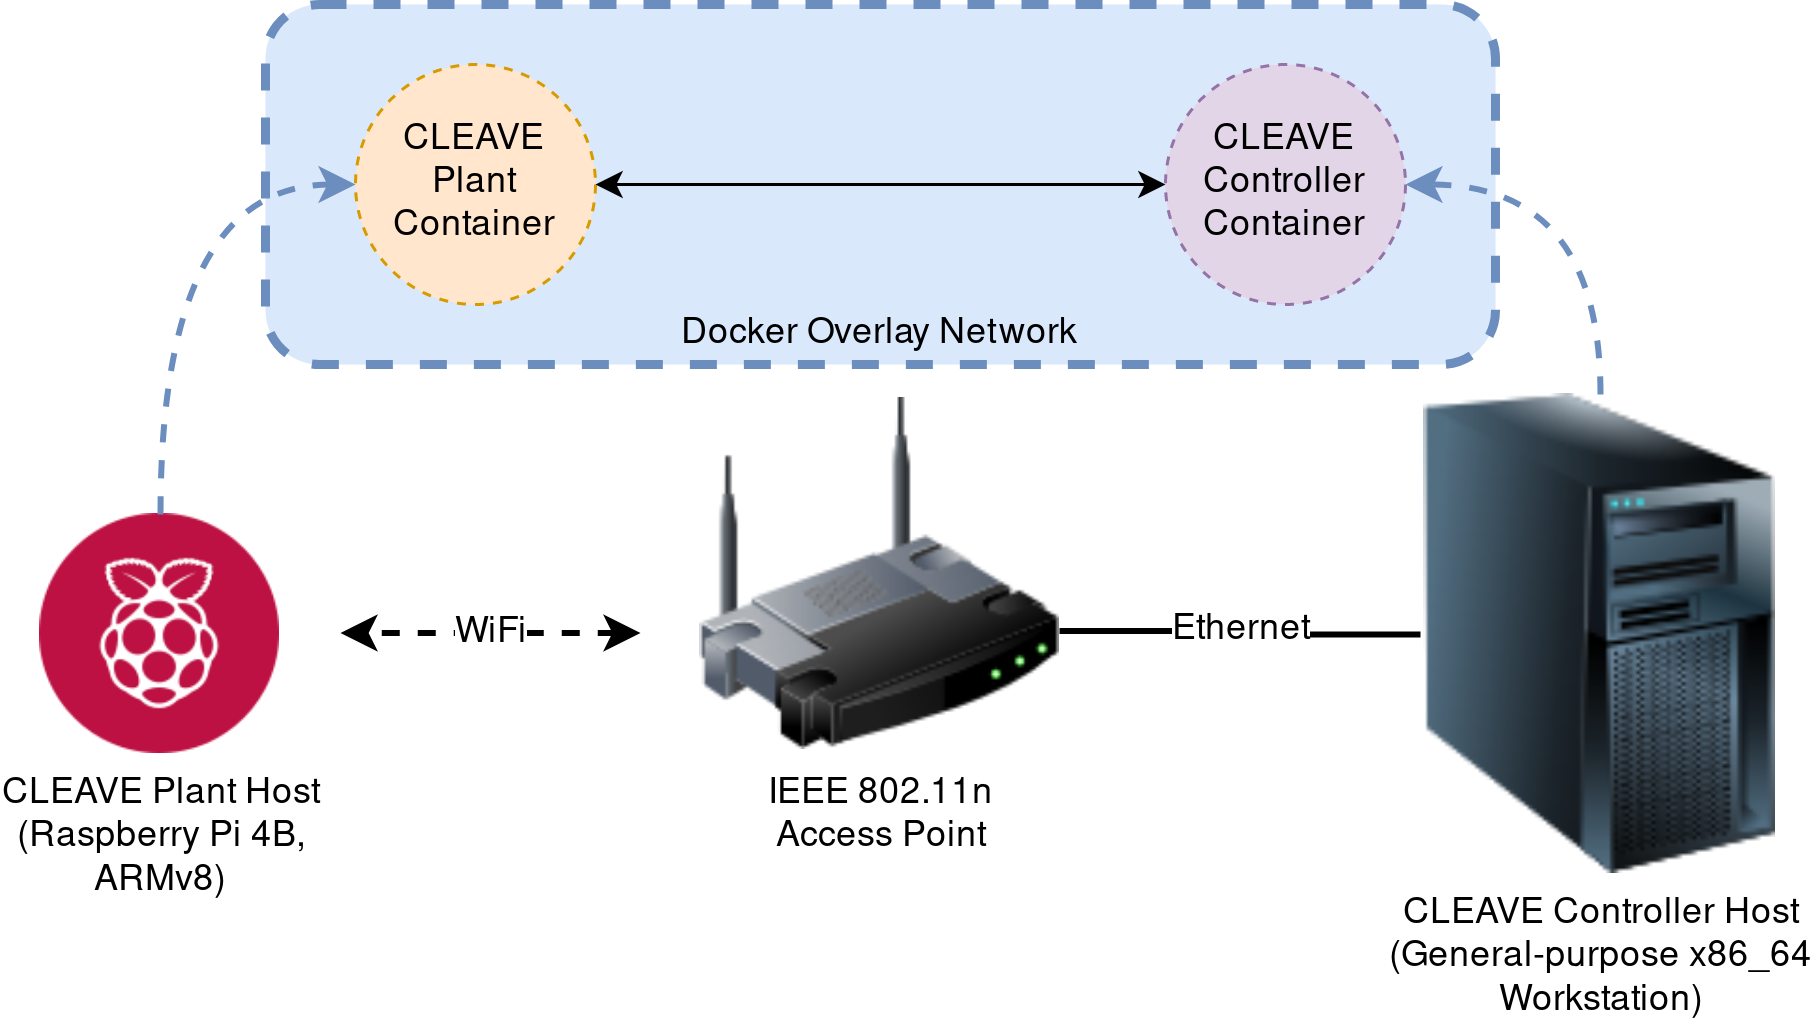 CLEAVE
Plant
Container
CLEAVE
Controller
Container
Docker Overlay Network
WiFi
Ethernet
CLEAVE Plant Host
(Raspberry Pi 4B,
ARMv8)
IEEE 802.11n
Access Point
CLEAVE Controller Host
(General-purpose x86_64
Workstation)